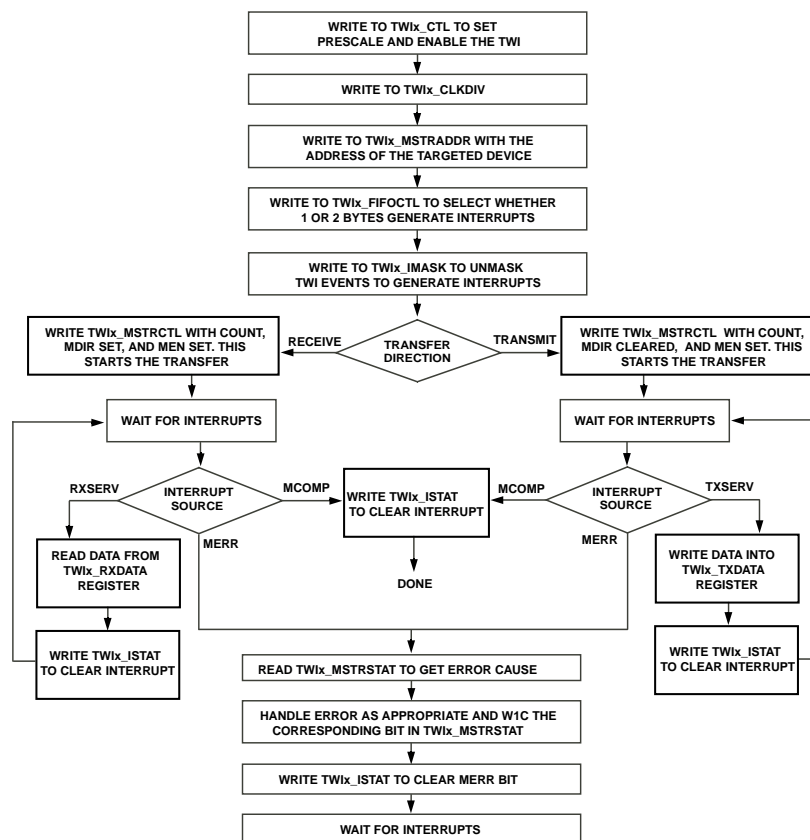 WRITE TO TWIx_CTL TO SET
PRESCALE AND ENABLE THE TWI
WRITE TO TWIx_CLKDIV
WRITE TO TWIx_MSTRADDR WITH THE
ADDRESS OF THE TARGETED DEVICE
WRITE TO TWIx_FIFOCTL TO SELECT WHETHER
1 OR 2 BYTES GENERATE INTERRUPTS
WRITE TO TWIx_IMASK TO UNMASK
TWI EVENTS TO GENERATE INTERRUPTS
WRITE TWIx_MSTRCTL WITH COUNT,
MDIR SET, AND MEN SET. THIS
STARTS THE TRANSFER
RECEIVE
TRANSFER
DIRECTION
TRANSMIT
WRITE TWIx_MSTRCTL WITH COUNT,
MDIR CLEARED, AND MEN SET. THIS
STARTS THE TRANSFER
WAIT FOR INTERRUPTS
WAIT FOR INTERRUPTS
RXSERV
INTERRUPT
SOURCE
MCOMP
MERR
WRITE TWIx_ISTAT
TO CLEAR INTERRUPT
DONE
MCOMP
INTERRUPT
SOURCE
TXSERV
MERR
READ DATA FROM
TWIx_RXDATA
REGISTER
WRITE DATA INTO
TWIx_TXDATA
REGISTER
WRITE TWIx_ISTAT
TO CLEAR INTERRUPT
WRITE TWIx_ISTAT
TO CLEAR INTERRUPT
READ TWIx_MSTRSTAT TO GET ERROR CAUSE
HANDLE ERROR AS APPROPRIATE AND W1C THE
CORRESPONDING BIT IN TWIx_MSTRSTAT
WRITE TWIx_ISTAT TO CLEAR MERR BIT
WAIT FOR INTERRUPTS